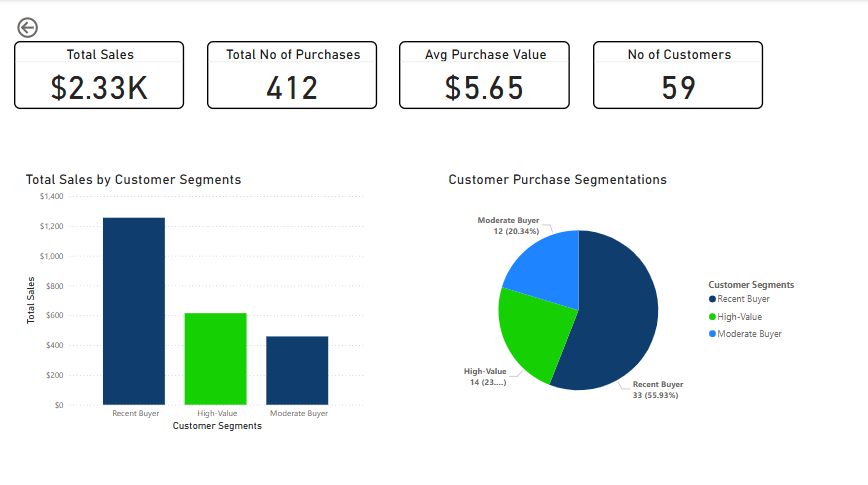 Total Sales
$2.33K
Total No of Purchases
412
Avg Purchase Value
$5.65
No of Customers
59
Total Sales by Customer Segments
$1,400
$1,200
$1,000
$800
$600
$400
$200
$0
Total Sales
Recent Buyer
High-Value
Moderate Buyer
Customer Segments
Customer Purchase Segmentations
Moderate Buyer
12 (20.34%)
High-Value
14 (23....)
Recent Buyer
33 (55.93%)
Customer Segments
Recent Buyer
High-Value
Moderate Buyer